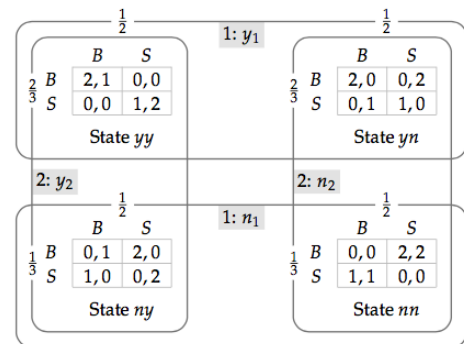 1/2 1/2
1: y₁
B S B S
2/3 B 2, 1 0, 0 2/3 B 2, 0 0, 2
S 0, 0 1, 2 S 0, 1 1, 0
State yy State yn
2: y₂ 2: n₂
1/2 1/2
1: n₁
B S B S
1/3 B 0, 1 2, 0 1/3 B 0, 0 2, 2
S 1, 0 0, 2 S 1, 1 0, 0
State ny State nn